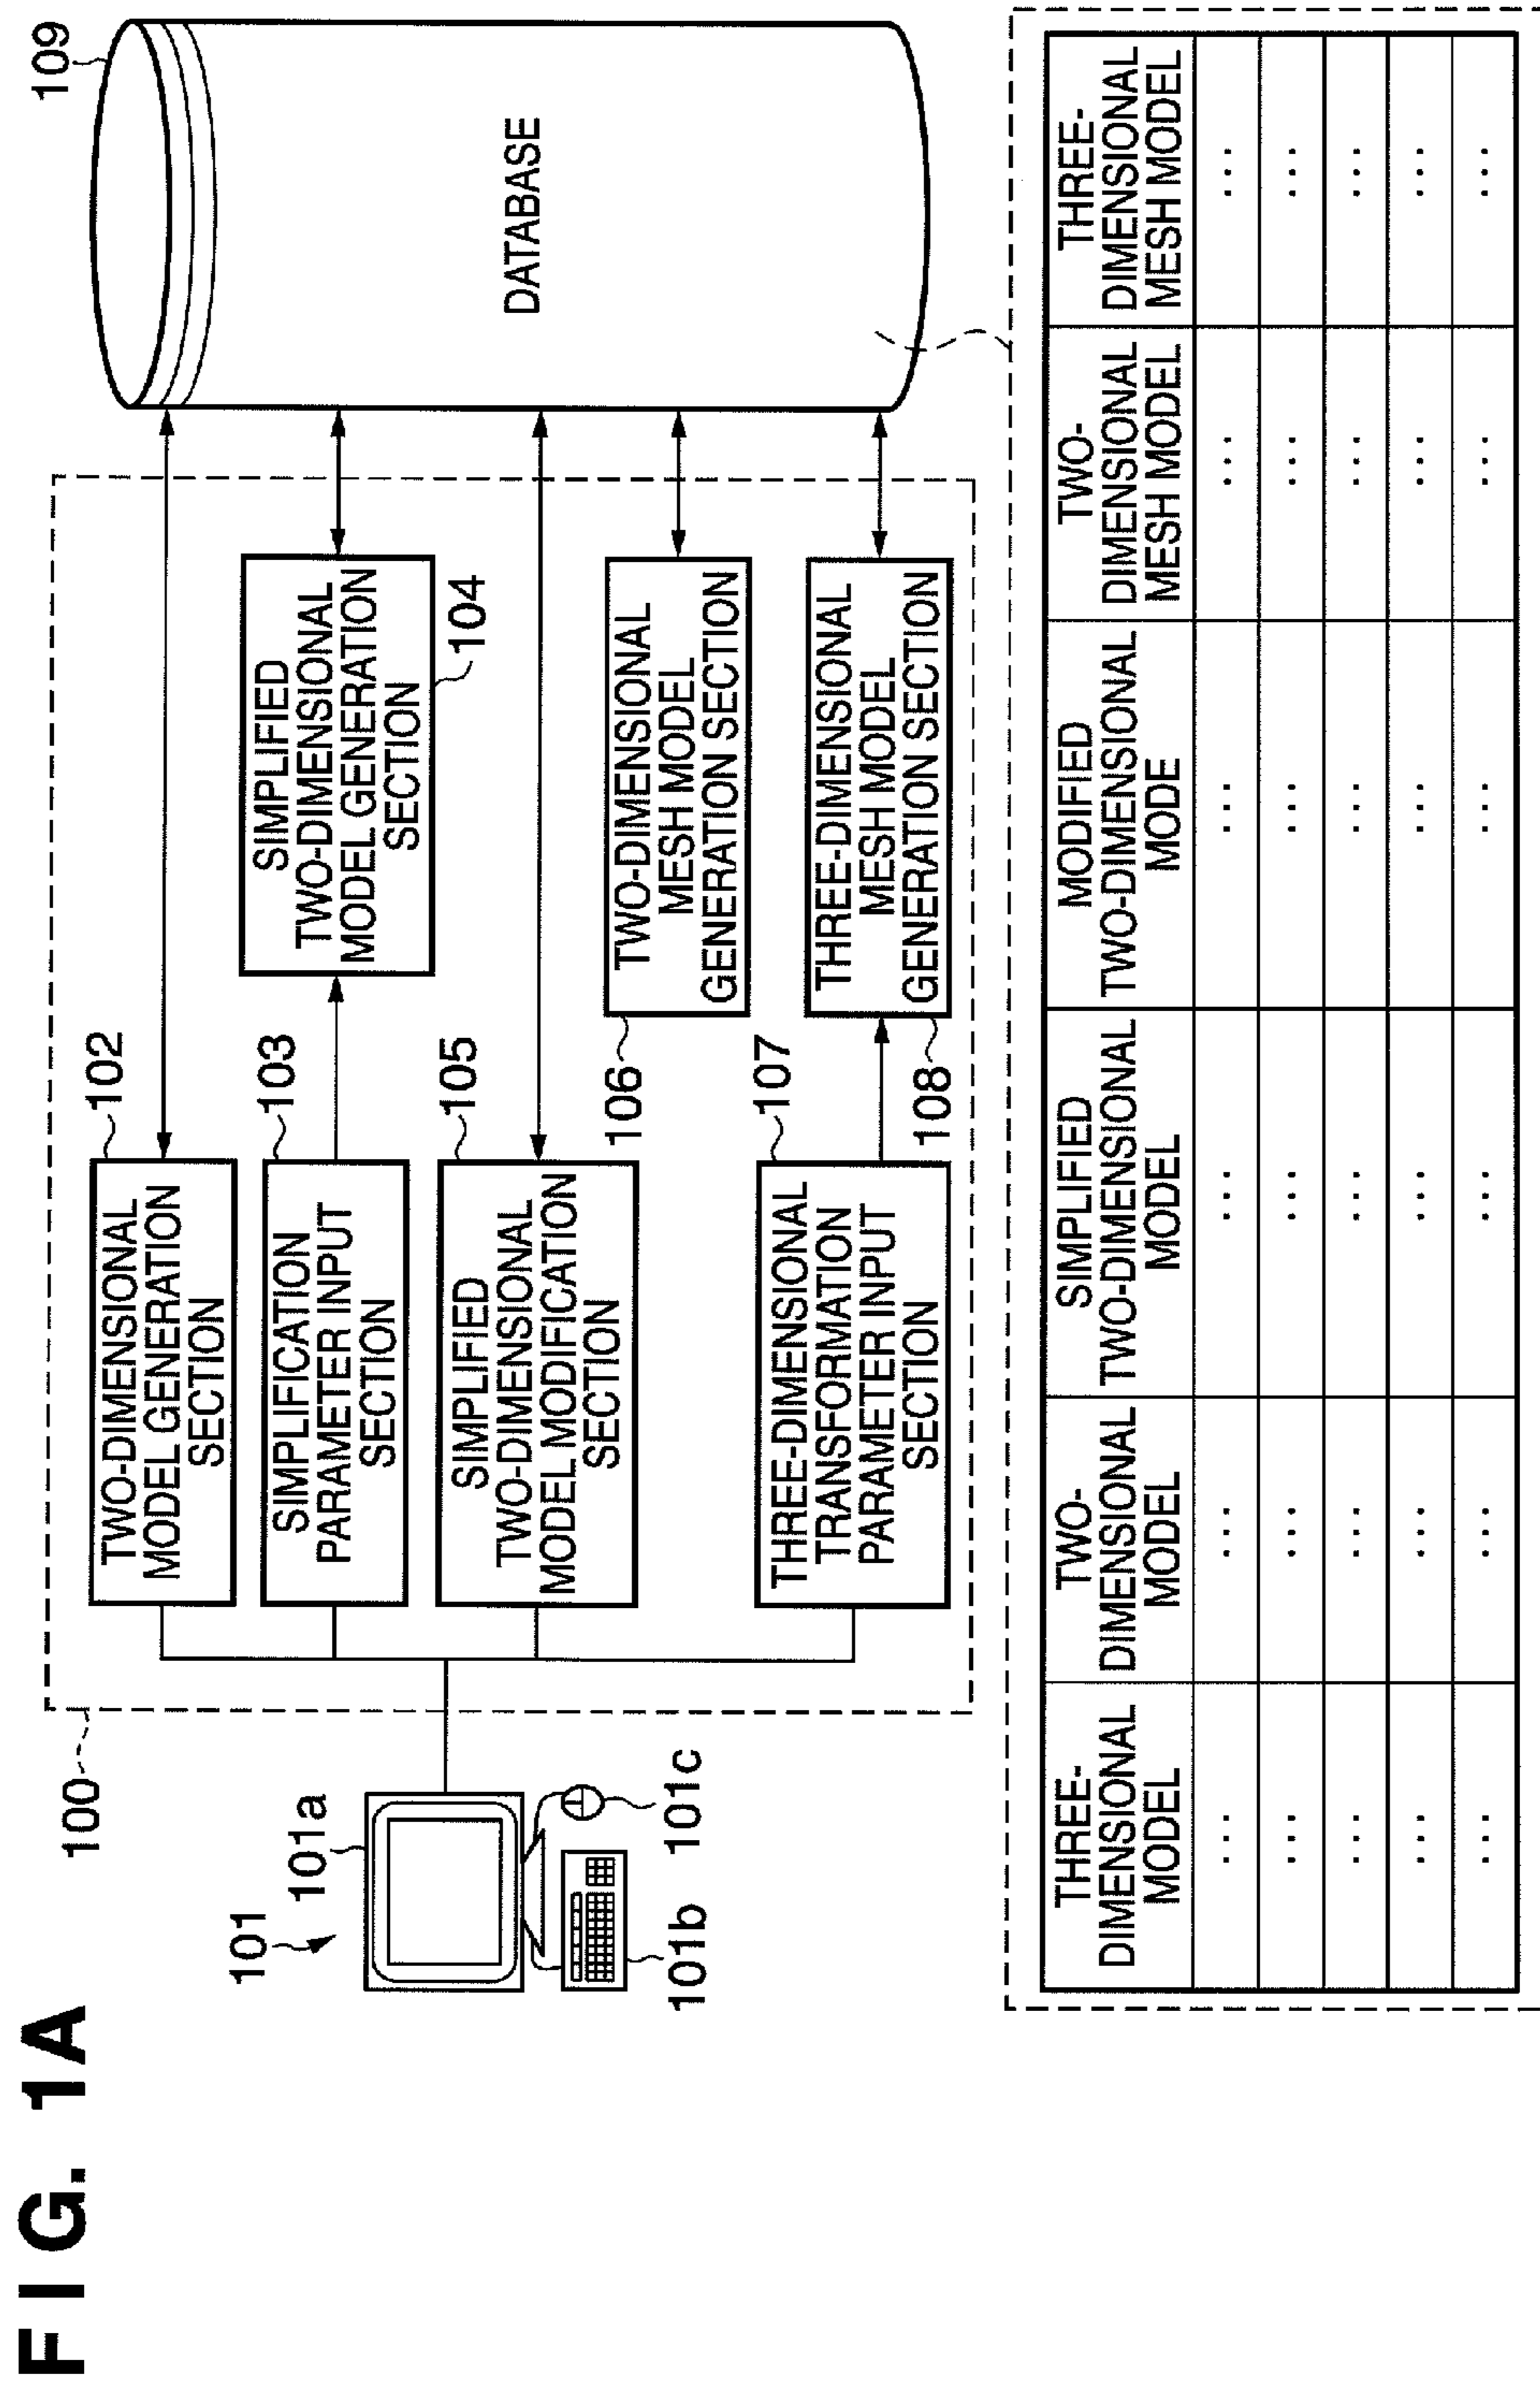 FIG. 1A
100
101
101a
101b
101c
102
TWO-DIMENSIONAL
MODEL GENERATION
SECTION
103
SIMPLIFICATION
PARAMETER INPUT
SECTION
SIMPLIFIED
TWO-DIMENSIONAL
MODEL GENERATION
SECTION
104
105
SIMPLIFIED
TWO-DIMENSIONAL
MODEL MODIFICATION
SECTION
106
TWO-DIMENSIONAL
MESH MODEL
GENERATION SECTION
107
THREE-DIMENSIONAL
TRANSFORMATION
PARAMETER INPUT
SECTION
108
THREE-DIMENSIONAL
MESH MODEL
GENERATION SECTION
109
DATABASE
THREE-
DIMENSIONAL
MODEL
TWO-
DIMENSIONAL
MODEL
SIMPLIFIED
TWO-DIMENSIONAL
MODEL
MODIFIED
TWO-DIMENSIONAL
MODE
TWO-
DIMENSIONAL
MESH MODEL
THREE-
DIMENSIONAL
MESH MODEL
... ... ... ... ... ...
... ... ... ... ... ...
... ... ... ... ... ...
... ... ... ... ... ...
... ... ... ... ... ...